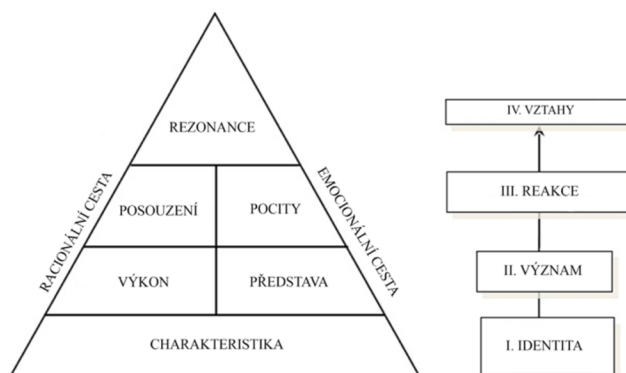 REZONANCE
RACIONÁLNÍ CESTA
EMOCIONÁLNÍ CESTA
POSOUZENÍ
POCITY
VÝKON
PŘEDSTAVA
CHARAKTERISTIKA
IV. VZTAHY
III. REAKCE
II. VÝZNAM
I. IDENTITA